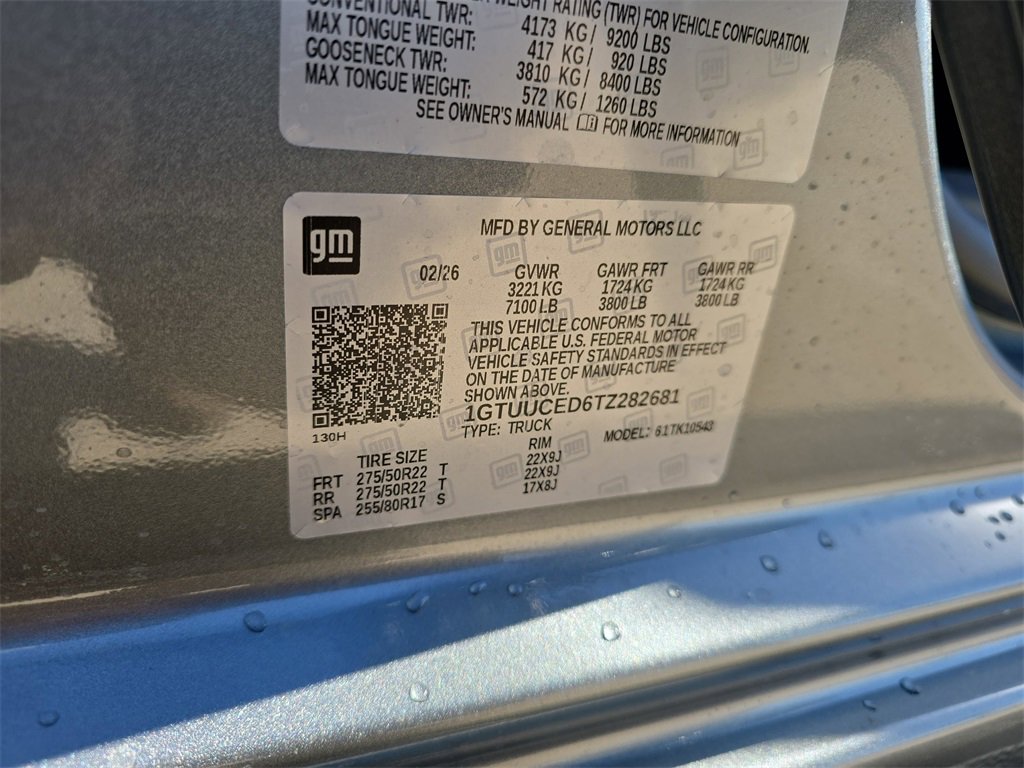 WEIGHT RATING (TWR) FOR VEHICLE CONFIGURATION.
CONVENTIONAL TWR: 4173 KG/ 9200 LBS
MAX TONGUE WEIGHT: 417 KG/ 920 LBS
GOOSENECK TWR: 3810 KG/ 8400 LBS
MAX TONGUE WEIGHT: 572 KG/ 1260 LBS
SEE OWNER'S MANUAL FOR MORE INFORMATION
gm
MFD BY GENERAL MOTORS LLC
02/26 GVWR GAWR FRT GAWR RR
3221 KG 1724 KG 1724 KG
7100 LB 3800 LB 3800 LB
THIS VEHICLE CONFORMS TO ALL
APPLICABLE U.S. FEDERAL MOTOR
VEHICLE SAFETY STANDARDS IN EFFECT
ON THE DATE OF MANUFACTURE
SHOWN ABOVE.
1GTUUCED6TZ282681
130H
TYPE: TRUCK MODEL: 61TK10543
TIRE SIZE RIM
FRT 275/50R22 T 22X9J
RR 275/50R22 T 22X9J
SPA 255/80R17 S 17X8J